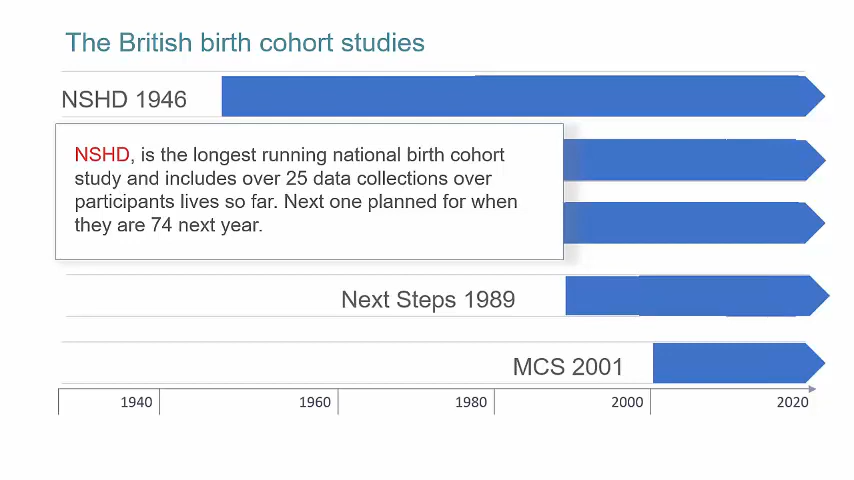 The British birth cohort studies
NSHD 1946
NSHD, is the longest running national birth cohort
study and includes over 25 data collections over
participants lives so far. Next one planned for when
they are 74 next year.
Next Steps 1989
MCS 2001
1940 1960 1980 2000 2020